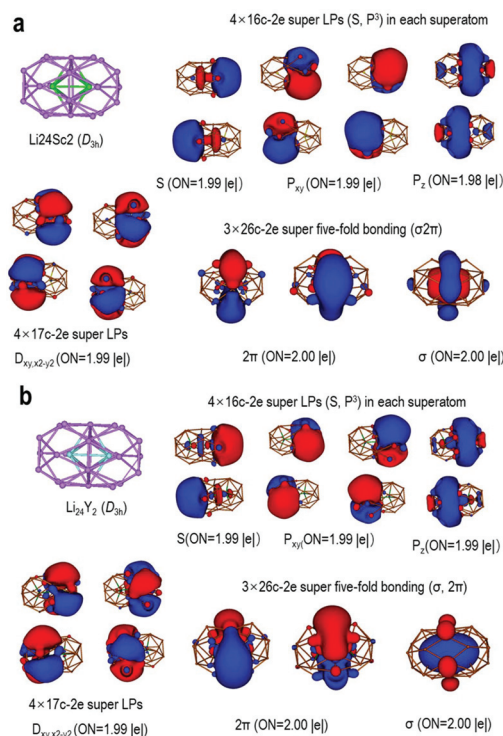 a
4×16c-2e super LPs (S, P³) in each superatom
Li24Sc2 (D3h)
S (ON=1.99 |e|)
Pxy (ON=1.99 |e|)
Pz (ON=1.98 |e|)
3×26c-2e super five-fold bonding (σ2π)
4×17c-2e super LPs
Dxy,x2-y2 (ON=1.99 |e|)
2π (ON=2.00 |e|)
σ (ON=2.00 |e|)
b
4×16c-2e super LPs (S, P³) in each superatom
Li₂₄Y₂ (D3h)
S(ON=1.99 |e|)
Pxy(ON=1.99 |e|)
Pz(ON=1.99 |e|)
3×26c-2e super five-fold bonding (σ, 2π)
4×17c-2e super LPs
Dxy,x2-y2 (ON=1.99 |e|)
2π (ON=2.00 |e|)
σ (ON=2.00 |e|)